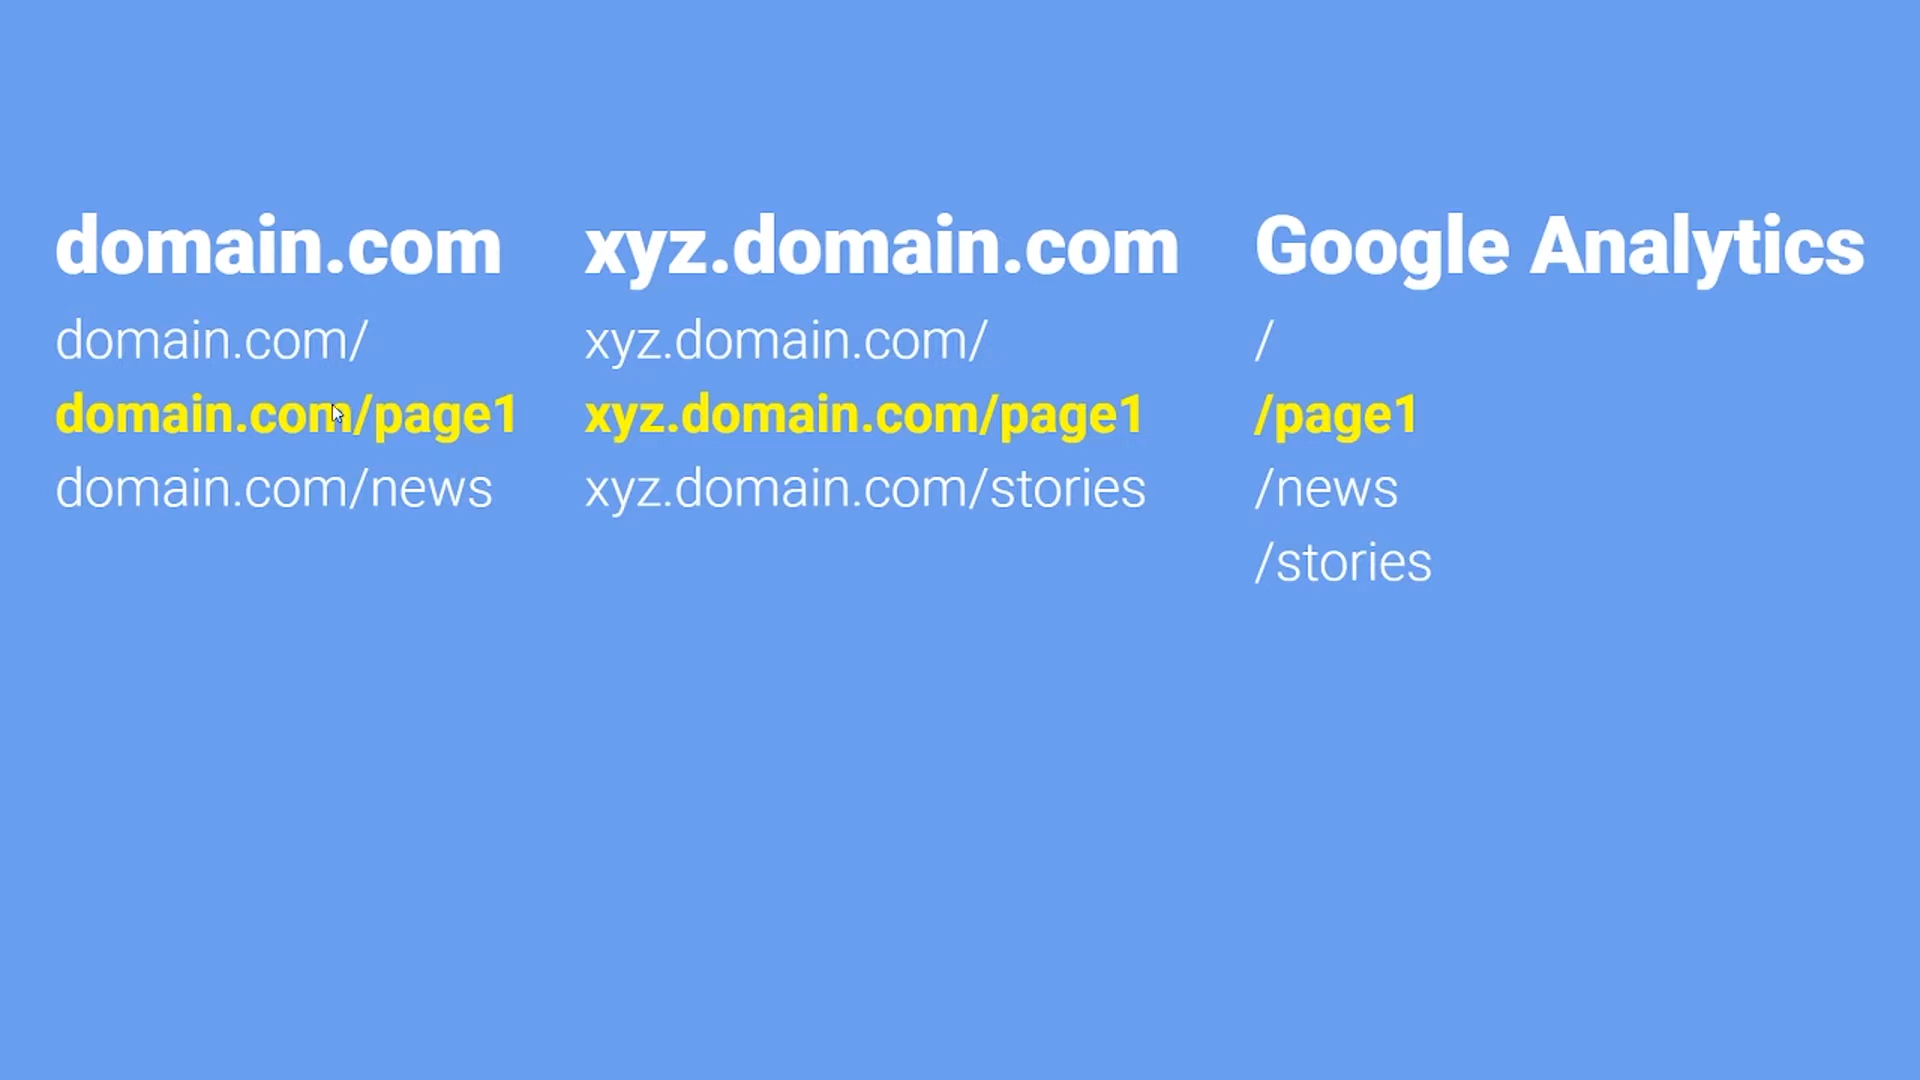 domain.com
domain.com/
domain.com/page1
domain.com/news
xyz.domain.com
xyz.domain.com/
xyz.domain.com/page1
xyz.domain.com/stories
Google Analytics
/
/page1
/news
/stories